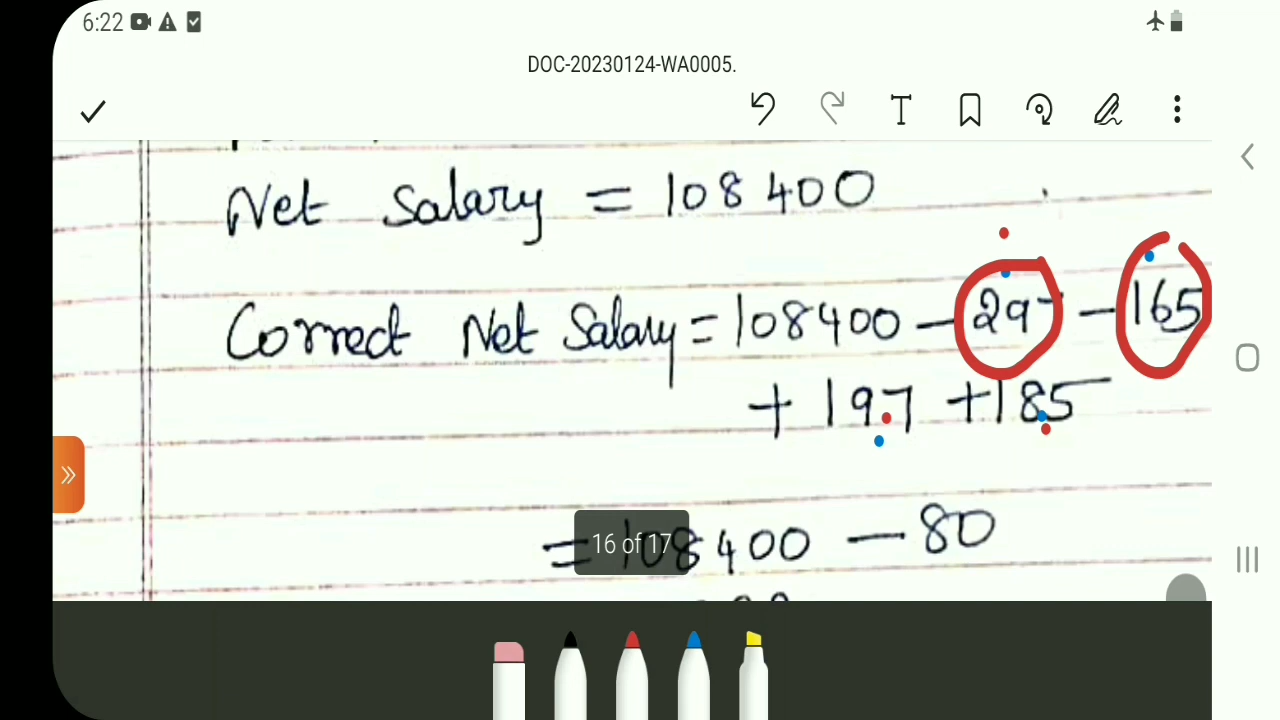 6:22
DOC-20230124-WA0005.
Net Salary = 108400
Correct Net Salary = 108400 - 297 - 165
+ 197 + 185
= 108400 - 80
16 of 17